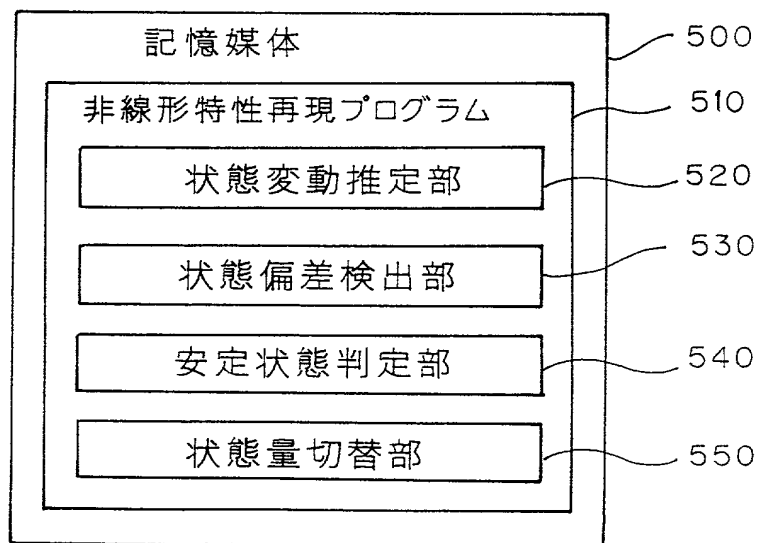 記憶媒体
500
非線形特性再現プログラム
510
状態変動推定部
520
状態偏差検出部
530
安定状態判定部
540
状態量切替部
550